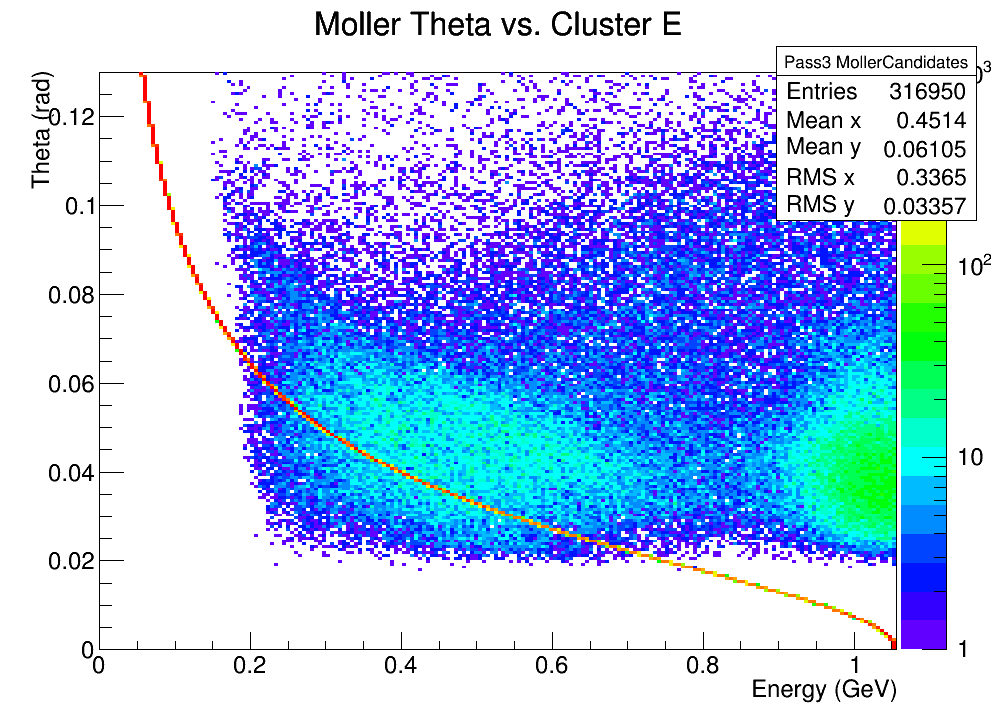 Moller Theta vs. Cluster E
Theta (rad)
0.12
0.1
0.08
0.06
0.04
0.02
0
0 0.2 0.4 0.6 0.8 1
Energy (GeV)
Pass3 MollerCandidates
Entries 316950
Mean x 0.4514
Mean y 0.06105
RMS x 0.3365
RMS y 0.03357
10²
10
1